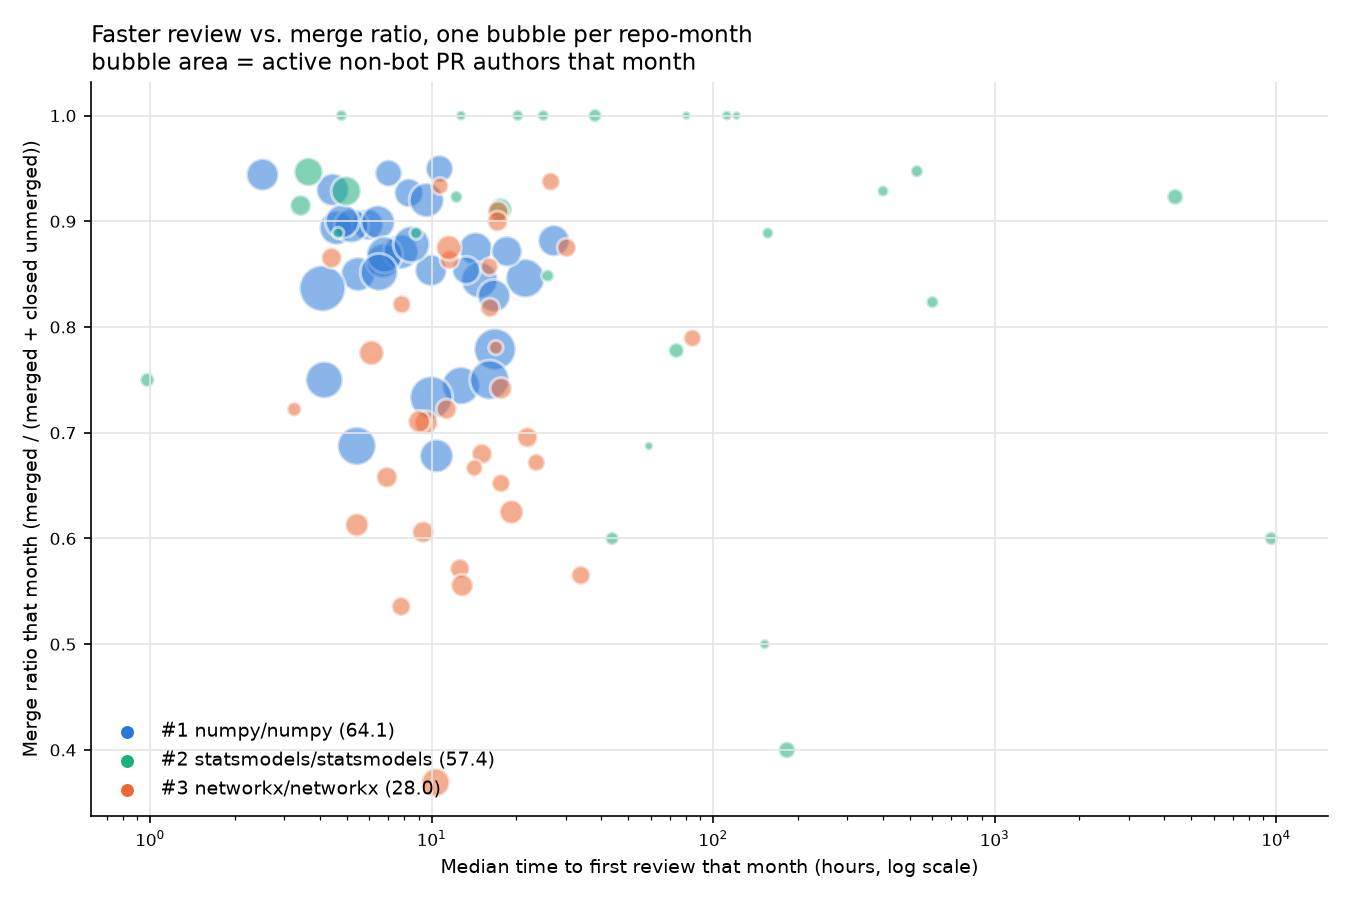 Faster review vs. merge ratio, one bubble per repo-month
bubble area = active non-bot PR authors that month
Merge ratio that month (merged / (merged + closed unmerged))
1.0
0.9
0.8
0.7
0.6
0.5
0.4
#1 numpy/numpy (64.1)
#2 statsmodels/statsmodels (57.4)
#3 networkx/networkx (28.0)
10⁰ 10¹ 10² 10³ 10⁴
Median time to first review that month (hours, log scale)